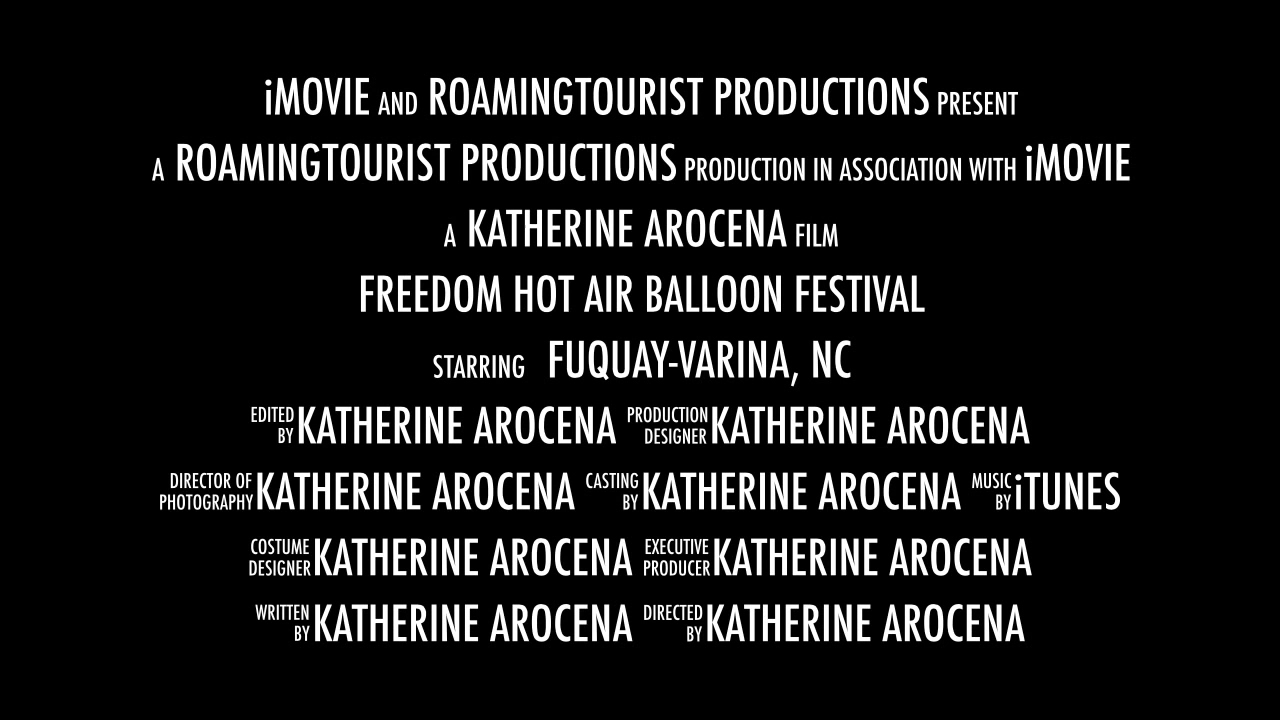 iMOVIE AND ROAMINGTOURIST PRODUCTIONS PRESENT
A ROAMINGTOURIST PRODUCTIONS PRODUCTION IN ASSOCIATION WITH iMOVIE
A KATHERINE AROCENA FILM
FREEDOM HOT AIR BALLOON FESTIVAL
STARRING FUQUAY-VARINA, NC
EDITED BY KATHERINE AROCENA PRODUCTION DESIGNER KATHERINE AROCENA
DIRECTOR OF PHOTOGRAPHY KATHERINE AROCENA CASTING BY KATHERINE AROCENA MUSIC BY iTUNES
COSTUME DESIGNER KATHERINE AROCENA EXECUTIVE PRODUCER KATHERINE AROCENA
WRITTEN BY KATHERINE AROCENA DIRECTED BY KATHERINE AROCENA